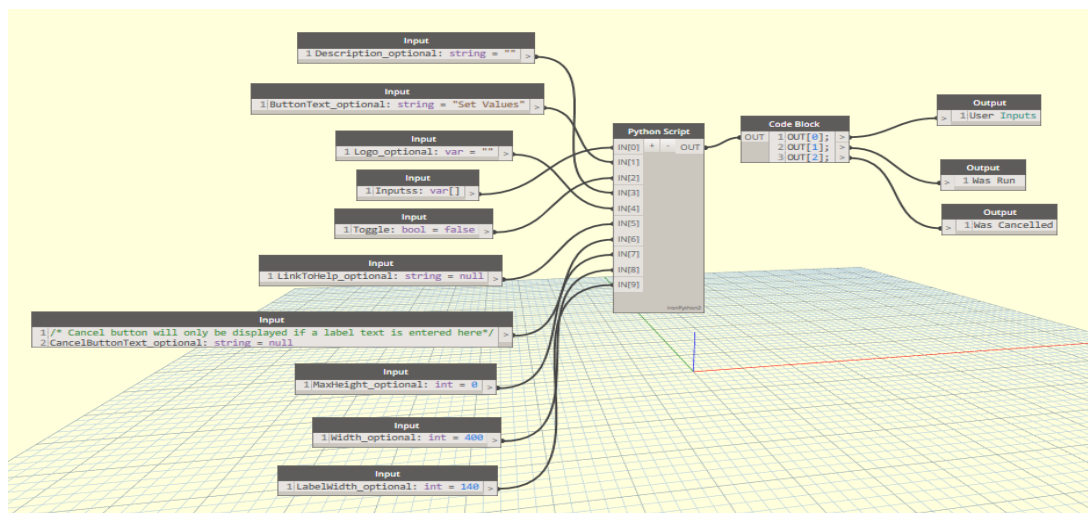 Input
1 Description_optional: string = "" >
Input
1 ButtonText_optional: string = "Set Values" >
Input
1 Logo_optional: var = "" >
Input
1 Inputss: var[] >
Input
1 Toggle: bool = false >
Input
1 LinkToHelp_optional: string = null >
Input
1 /* Cancel button will only be displayed if a label text is entered here*/ >
2 CancelButtonText_optional: string = null
Input
1 MaxHeight_optional: int = 0 >
Input
1 Width_optional: int = 400 >
Input
1 LabelWidth_optional: int = 140 >
Python Script
IN[0] + - OUT
IN[1]
IN[2]
IN[3]
IN[4]
IN[5]
IN[6]
IN[7]
IN[8]
IN[9]
IronPython2
Code Block
OUT 1 OUT[0]; >
2 OUT[1]; >
3 OUT[2]; >
Output
> 1 User Inputs
Output
> 1 Was Run
Output
> 1 Was Cancelled